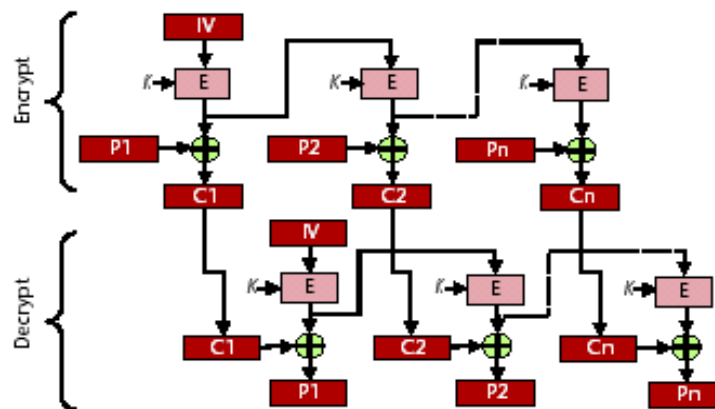 Encrypt
IV
K E K E K E
P1 P2 Pn
C1 C2 Cn
Decrypt
IV
K E K E K E
C1 C2 Cn
P1 P2 Pn